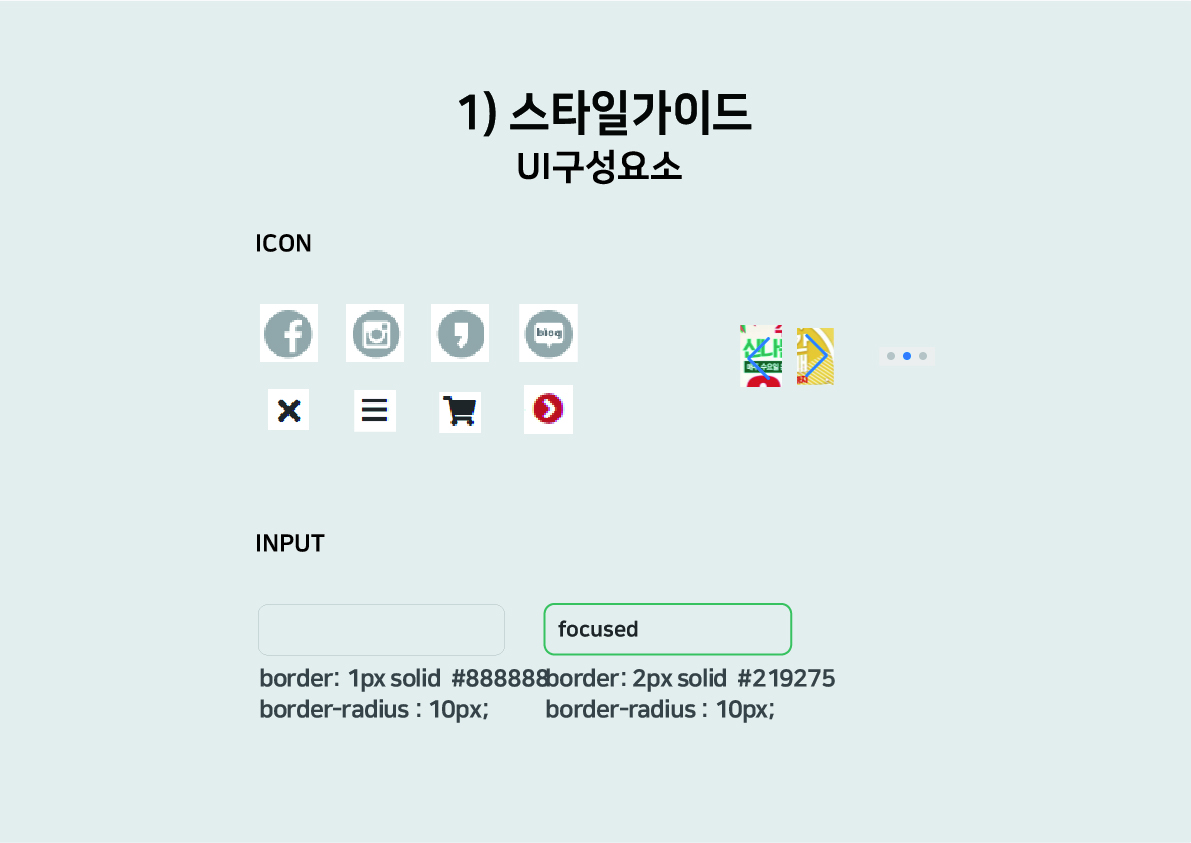 1) 스타일가이드
UI구성요소
ICON
blog
INPUT
focused
border: 1px solid #888888
border-radius : 10px;
border: 2px solid #219275
border-radius : 10px;